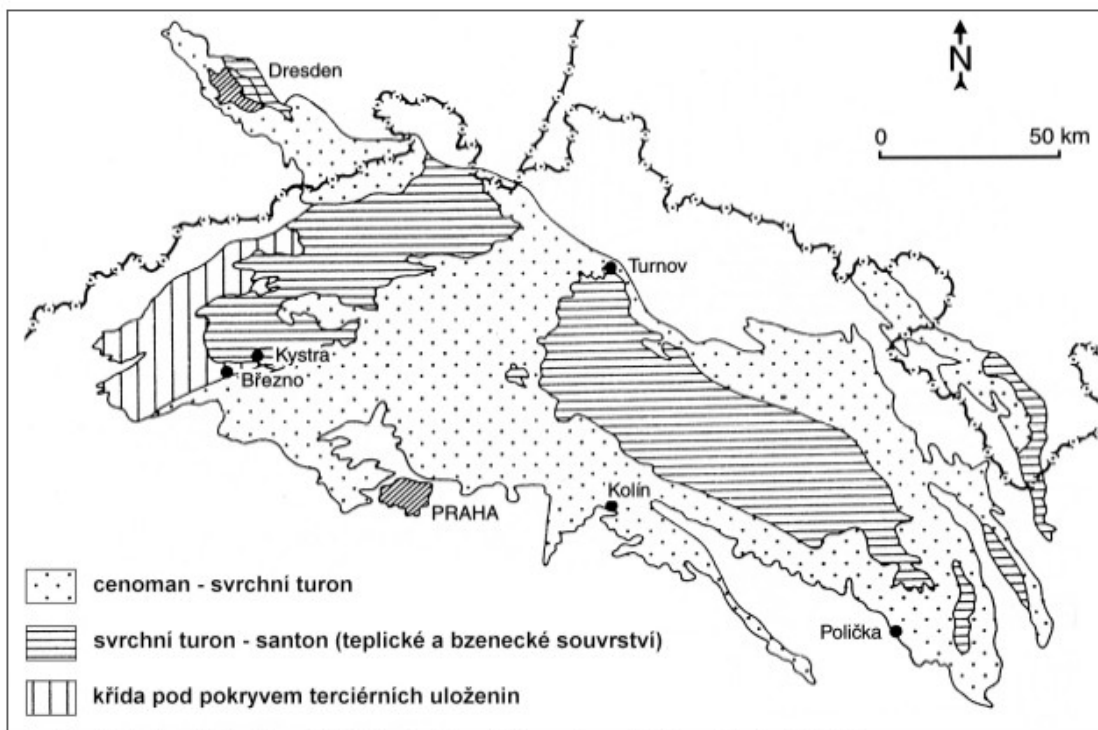 Dresden
N
0 50 km
Turnov
Kystra
Březno
Kolín
PRAHA
Polička
cenoman - svrchní turon
svrchní turon - santon (teplické a bzenecké souvrství)
křída pod pokryvem terciérních uloženin